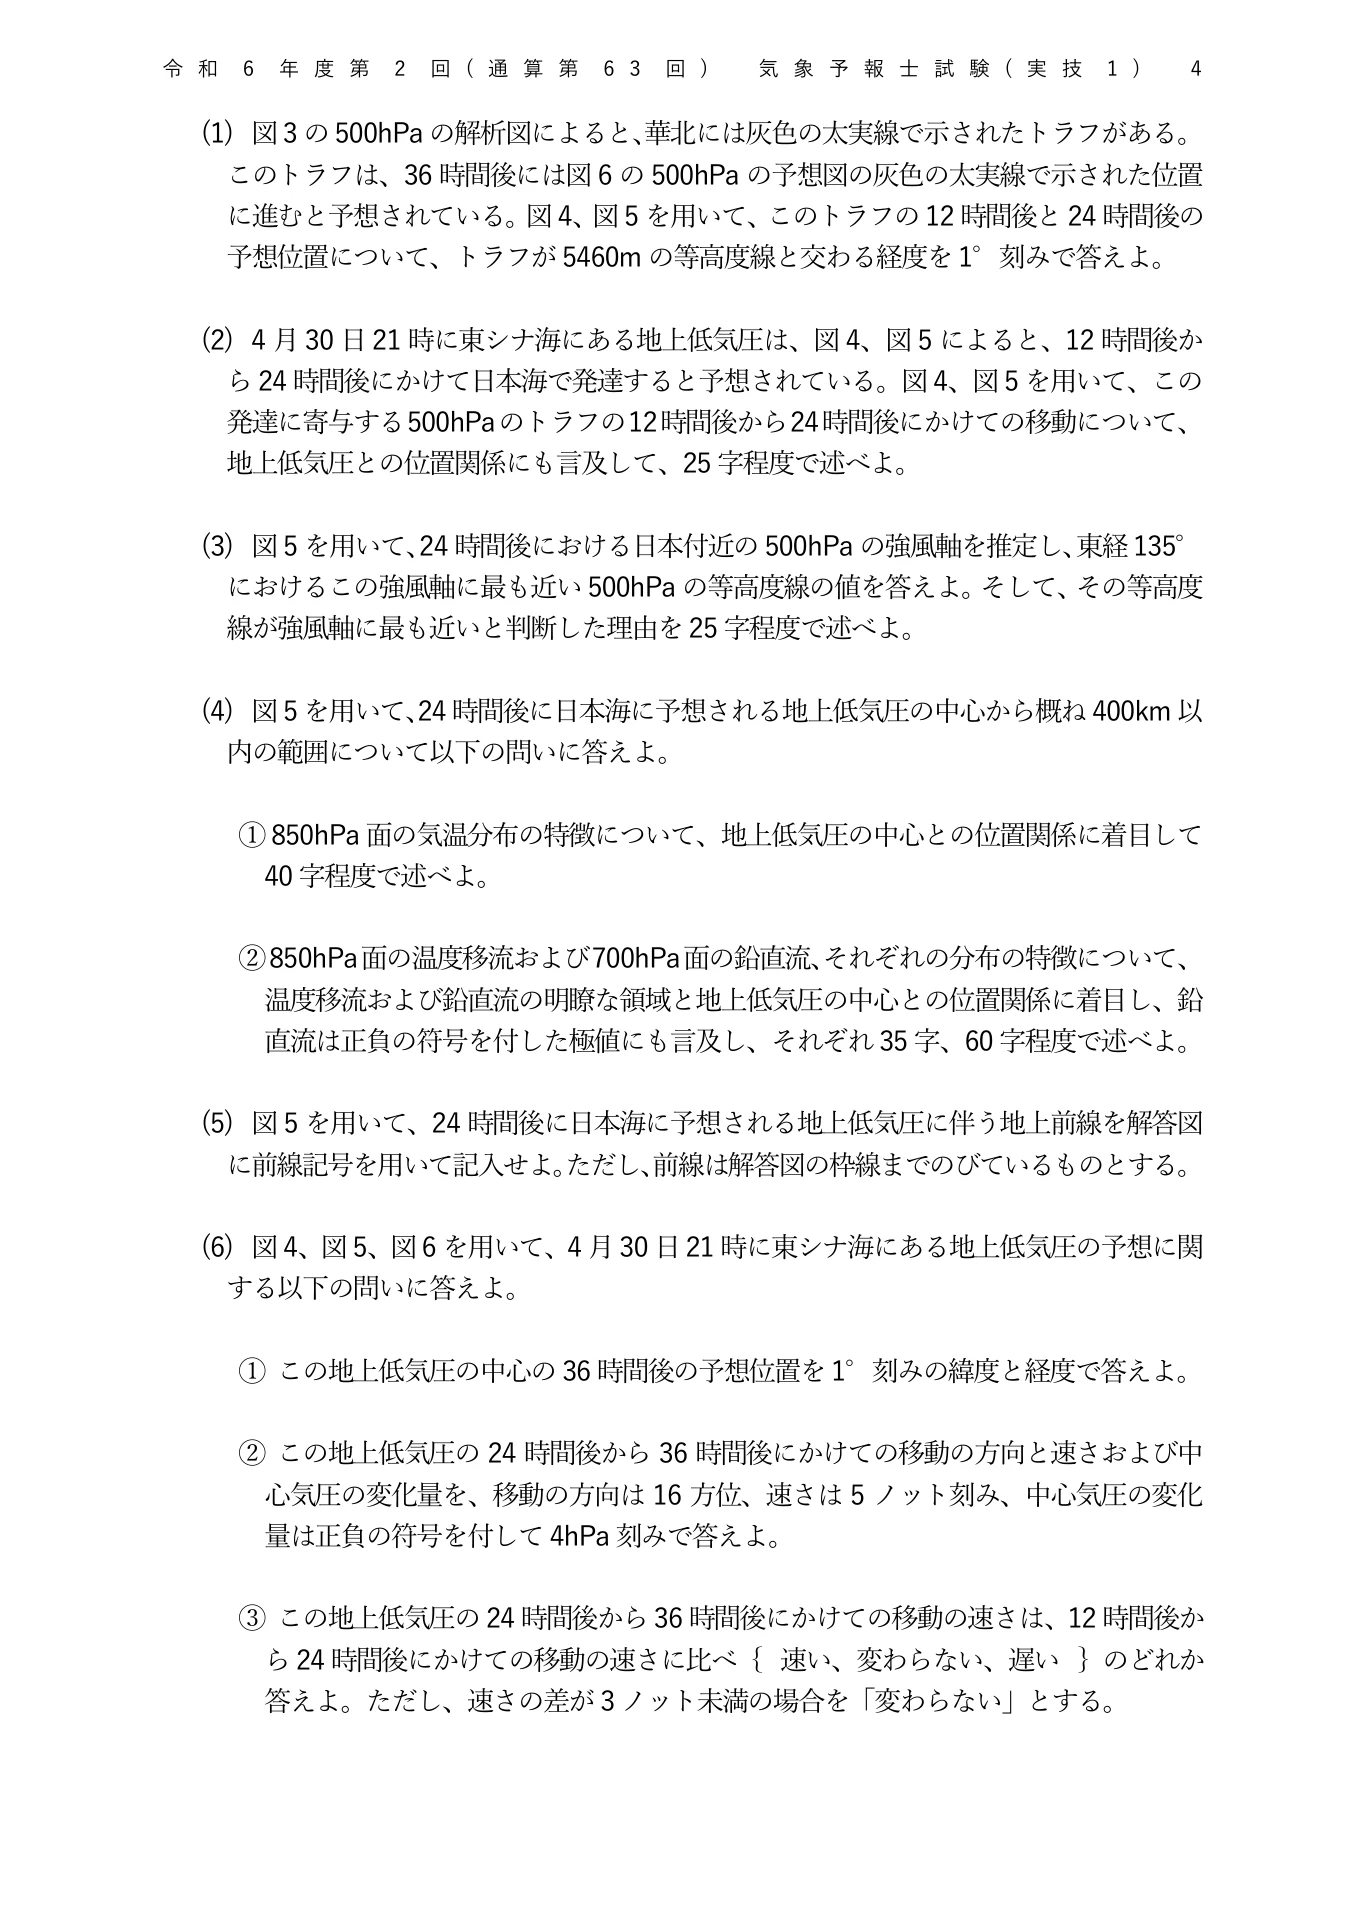 令和6年度第2回(通算第63回) 気象予報士試験(実技1) 4
(1) 図3の500hPaの解析図によると、華北には灰色の太実線で示されたトラフがある。
このトラフは、36時間後には図6の500hPaの予想図の灰色の太実線で示された位置
に進むと予想されている。図4、図5を用いて、このトラフの12時間後と24時間後の
予想位置について、トラフが5460mの等高度線と交わる経度を1°刻みで答えよ。
(2) 4月30日21時に東シナ海にある地上低気圧は、図4、図5によると、12時間後か
ら24時間後にかけて日本海で発達すると予想されている。図4、図5を用いて、この
発達に寄与する500hPaのトラフの12時間後から24時間後にかけての移動について、
地上低気圧との位置関係にも言及して、25字程度で述べよ。
(3) 図5を用いて、24時間後における日本付近の500hPaの強風軸を推定し、東経135°
におけるこの強風軸に最も近い500hPaの等高度線の値を答えよ。そして、その等高度
線が強風軸に最も近いと判断した理由を25字程度で述べよ。
(4) 図5を用いて、24時間後に日本海に予想される地上低気圧の中心から概ね400km以
内の範囲について以下の問いに答えよ。
①850hPa面の気温分布の特徴について、地上低気圧の中心との位置関係に着目して
40字程度で述べよ。
②850hPa面の温度移流および700hPa面の鉛直流、それぞれの分布の特徴について、
温度移流および鉛直流の明瞭な領域と地上低気圧の中心との位置関係に着目し、鉛
直流は正負の符号を付した極値にも言及し、それぞれ35字、60字程度で述べよ。
(5) 図5を用いて、24時間後に日本海に予想される地上低気圧に伴う地上前線を解答図
に前線記号を用いて記入せよ。ただし、前線は解答図の枠線までのびているものとする。
(6) 図4、図5、図6を用いて、4月30日21時に東シナ海にある地上低気圧の予想に関
する以下の問いに答えよ。
① この地上低気圧の中心の36時間後の予想位置を1°刻みの緯度と経度で答えよ。
② この地上低気圧の24時間後から36時間後にかけての移動の方向と速さおよび中
心気圧の変化量を、移動の方向は16方位、速さは5ノット刻み、中心気圧の変化
量は正負の符号を付して4hPa刻みで答えよ。
③ この地上低気圧の24時間後から36時間後にかけての移動の速さは、12時間後か
ら24時間後にかけての移動の速さに比べ { 速い、変わらない、遅い } のどれか
答えよ。ただし、速さの差が3ノット未満の場合を「変わらない」とする。